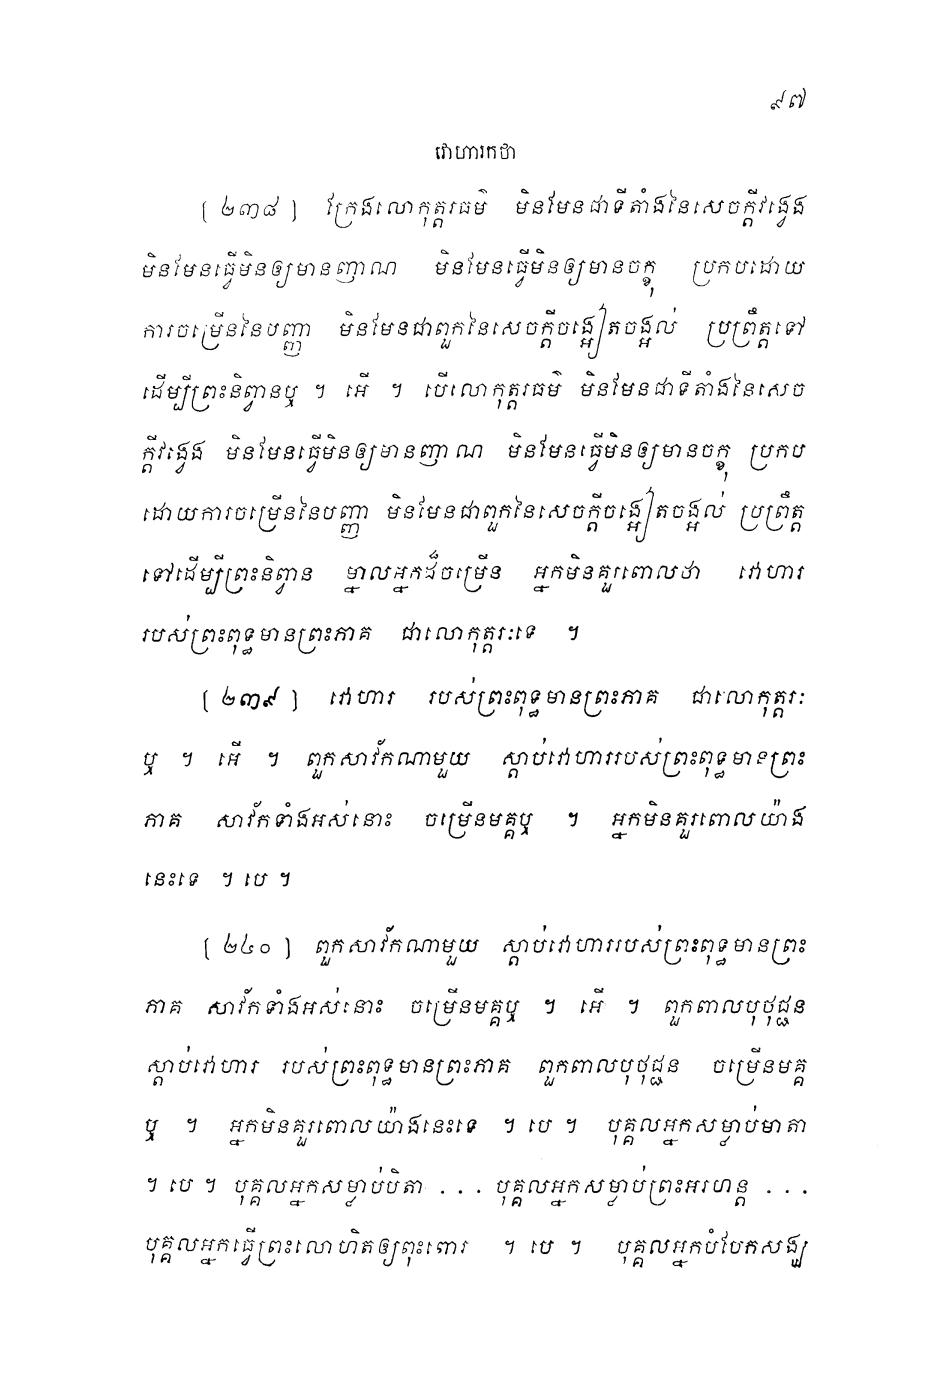 ៩៧
វោហារកថា
[ ២៣៨ ] ក្រែងលោកុត្តរធម៌ មិនមែនជាទីតាំងនៃសេចក្តីវង្វេង
មិនមែនធ្វើមិនឲ្យមានញាណ មិនមែនធ្វើមិនឲ្យមានចក្ខុ ប្រកបដោយ
ការចម្រើននៃបញ្ញា មិនមែនជាពួកនៃសេចក្តីចង្អៀតចង្អល់ ប្រព្រឹត្តទៅ
ដើម្បីព្រះនិព្វានឬ ។ អើ ។ បើលោកុត្តរធម៌ មិនមែនជាទីតាំងនៃសេច
ក្តីវង្វេង មិនមែនធ្វើមិនឲ្យមានញាណ មិនមែនធ្វើមិនឲ្យមានចក្ខុ ប្រកប
ដោយការចម្រើននៃបញ្ញា មិនមែនជាពួកនៃសេចក្តីចង្អៀតចង្អល់ ប្រព្រឹត្ត
ទៅដើម្បីព្រះនិព្វាន ម្នាលអ្នកដ៏ចម្រើន អ្នកមិនគួរពោលថា វោហារ
របស់ព្រះពុទ្ធមានព្រះភាគ ជាលោកុត្តរៈទេ ។
[ ២៣៩ ] វោហារ របស់ព្រះពុទ្ធមានព្រះភាគ ជាលោកុត្តរៈ
ឬ ។ អើ ។ ពួកសាវ័កណាមួយ ស្តាប់វោហាររបស់ព្រះពុទ្ធមានព្រះ
ភាគ សាវ័កទាំងអស់នោះ ចម្រើនមគ្គឬ ។ អ្នកមិនគួរពោលយ៉ាង
នេះទេ ។ បេ ។
[ ២៤០ ] ពួកសាវ័កណាមួយ ស្តាប់វោហាររបស់ព្រះពុទ្ធមានព្រះ
ភាគ សាវ័កទាំងអស់នោះ ចម្រើនមគ្គឬ ។ អើ ។ ពួកពាលបុថុជ្ជន
ស្តាប់វោហារ របស់ព្រះពុទ្ធមានព្រះភាគ ពួកពាលបុថុជ្ជន ចម្រើនមគ្គ
ឬ ។ អ្នកមិនគួរពោលយ៉ាងនេះទេ ។ បេ ។ បុគ្គលអ្នកសម្លាប់មាតា
។ បេ ។ បុគ្គលអ្នកសម្លាប់បិតា ... បុគ្គលអ្នកសម្លាប់ព្រះអរហន្ត ...
បុគ្គលអ្នកធ្វើព្រះលោហិតឲ្យពុះពោរ ។ បេ ។ បុគ្គលអ្នកបំបែកសង្ឃ